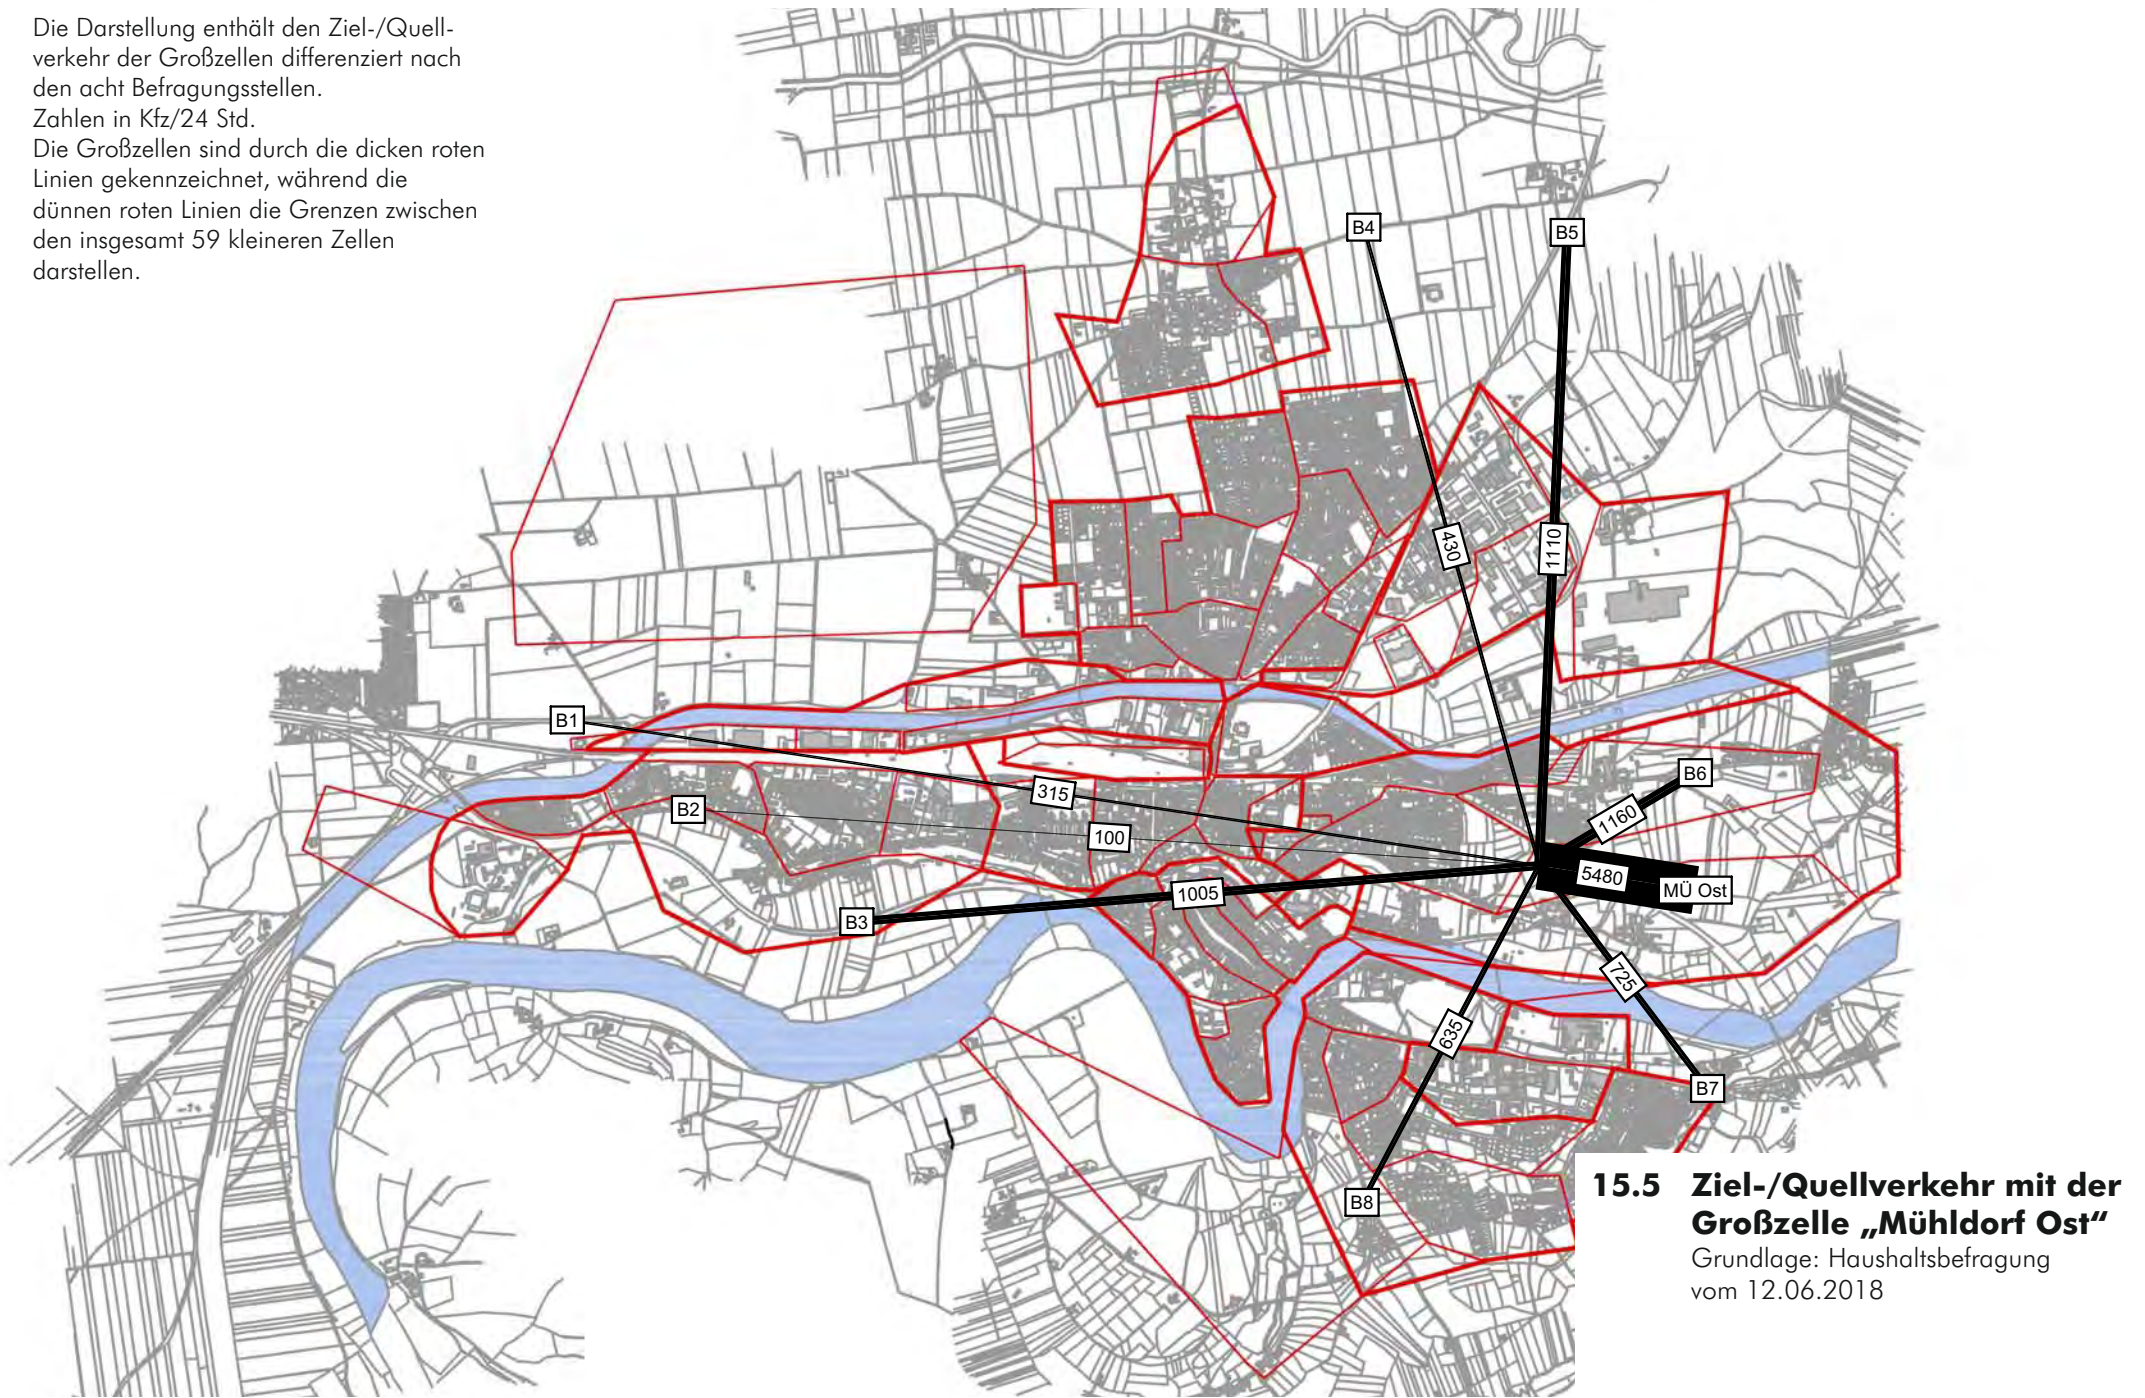 Die Darstellung enthält den Ziel-/Quell-
verkehr der Großzellen differenziert nach
den acht Befragungsstellen.
Zahlen in Kfz/24 Std.
Die Großzellen sind durch die dicken roten
Linien gekennzeichnet, während die
dünnen roten Linien die Grenzen zwischen
den insgesamt 59 kleineren Zellen
darstellen.
B4
B5
430
1110
B1
B6
315
B2
1160
100
5480
MÜ Ost
1005
B3
725
635
B7
B8
15.5 Ziel-/Quellverkehr mit der
Großzelle „Mühldorf Ost“
Grundlage: Haushaltsbefragung
vom 12.06.2018